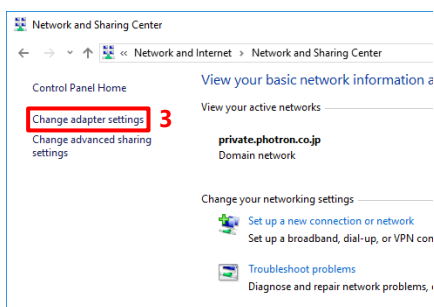 Network and Sharing Center
« Network and Internet > Network and Sharing Center
Control Panel Home
View your basic network information a
Change adapter settings 3
View your active networks
Change advanced sharing
settings
private.photron.co.jp
Domain network
Change your networking settings
Set up a new connection or network
Set up a broadband, dial-up, or VPN con
Troubleshoot problems
Diagnose and repair network problems,